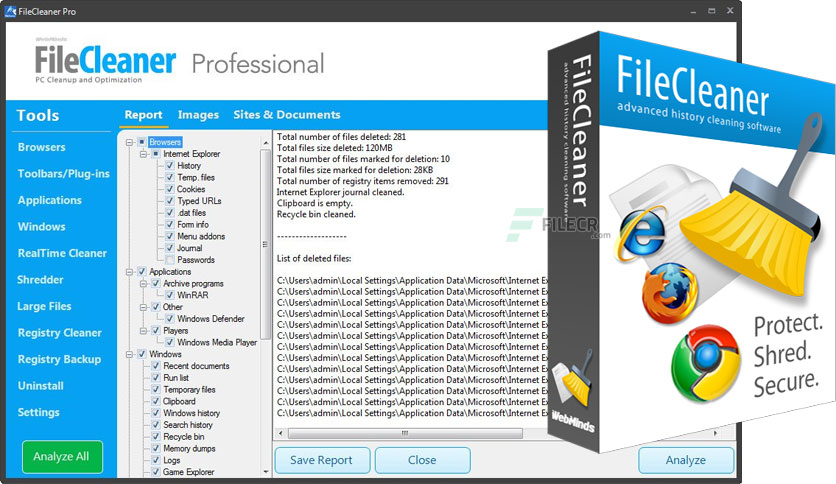 FileCleaner Pro
WebMinds
FileCleaner Professional
PC Cleanup and Optimization
Tools
Browsers
Toolbars/Plug-ins
Applications
Windows
RealTime Cleaner
Shredder
Large Files
Registry Cleaner
Registry Backup
Uninstall
Settings
Analyze All
Report Images Sites & Documents
Browsers
Internet Explorer
History
Temp. files
Cookies
Typed URLs
.dat files
Form info
Menu addons
Journal
Passwords
Applications
Archive programs
WinRAR
Other
Windows Defender
Players
Windows Media Player
Windows
Recent documents
Run list
Temporary files
Clipboard
Windows history
Search history
Recycle bin
Memory dumps
Logs
Game Explorer
Total number of files deleted: 281
Total files size deleted: 120MB
Total number of files marked for deletion: 10
Total files size marked for deletion: 28KB
Total number of registry items removed: 291
Internet Explorer journal cleaned.
Clipboard is empty.
Recycle bin cleaned.
-------------------
List of deleted files:
C:\Users\admin\Local Settings\Application Data\Microsoft\Internet Ex
C:\Users\admin\Local Settings\Application Data\Microsoft\Internet Ex
C:\Users\admin\Local Settings\Application Data\Microsoft\Internet Ex
C:\Users\admin\Local Settings\Application Data\Microsoft\Internet Ex
C:\Users\admin\Local Settings\Application Data\Microsoft\Internet Ex
C:\Users\admin\Local Settings\Application Data\Microsoft\Internet Ex
C:\Users\admin\Local Settings\Application Data\Microsoft\Internet Ex
C:\Users\admin\Local Settings\Application Data\Microsoft\Internet Ex
C:\Users\admin\Local Settings\Application Data\Microsoft\Internet Ex
C:\Users\admin\Local Settings\Application Data\Microsoft\Internet Ex
C:\Users\admin\Local Settings\Application Data\Microsoft\Internet Ex
C:\Users\admin\Local Settings\Application Data\Microsoft\Internet Ex
Save Report
Close
Analyze
FileCleaner
advanced history cleaning software
WebMinds
FileCleaner
advanced history cleaning software
FILECR
.com
Protect.
Shred.
Secure.